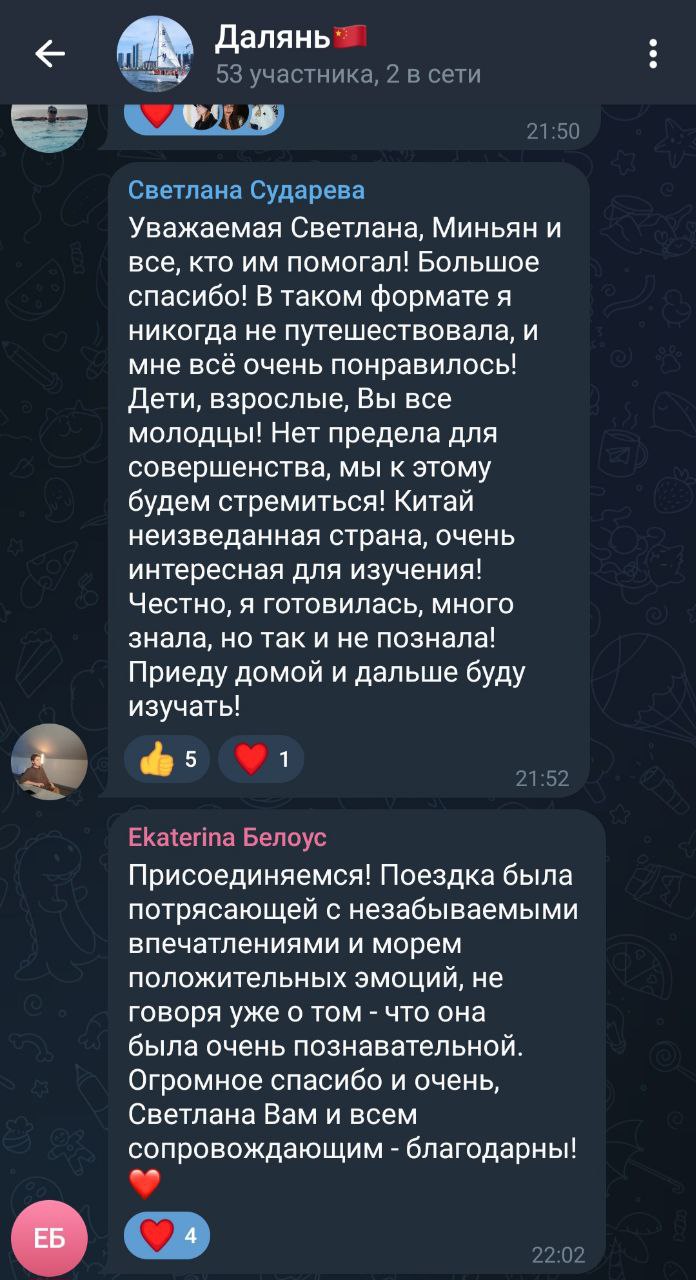 Далянь🇨🇳
53 участника, 2 в сети
21:50
Светлана Сударева
Уважаемая Светлана, Миньян и
все, кто им помогал! Большое
спасибо! В таком формате я
никогда не путешествовала, и
мне всё очень понравилось!
Дети, взрослые, Вы все
молодцы! Нет предела для
совершенства, мы к этому
будем стремиться! Китай
неизведанная страна, очень
интересная для изучения!
Честно, я готовилась, много
знала, но так и не познала!
Приеду домой и дальше буду
изучать!
👍 5 ❤️ 1
21:52
Ekaterina Белоус
Присоединяемся! Поездка была
потрясающей с незабываемыми
впечатлениями и морем
положительных эмоций, не
говоря уже о том - что она
была очень познавательной.
Огромное спасибо и очень,
Светлана Вам и всем
сопровождающим - благодарны!
❤️
ЕБ
❤️ 4
22:02